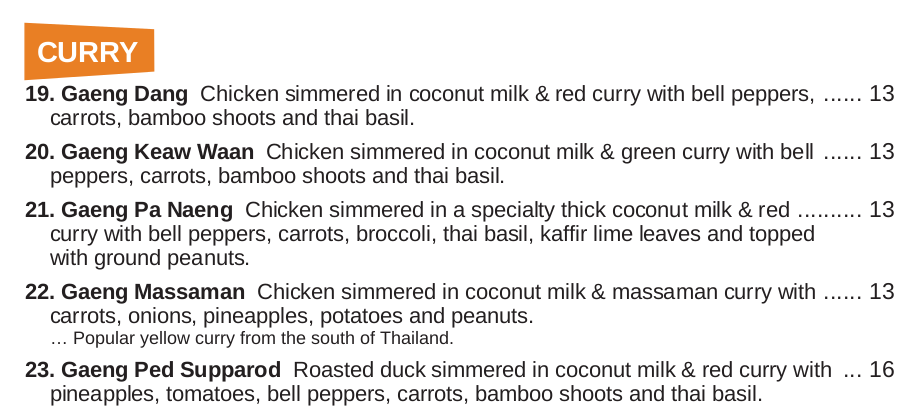 CURRY
19. Gaeng Dang Chicken simmered in coconut milk & red curry with bell peppers, ...... 13
carrots, bamboo shoots and thai basil.
20. Gaeng Keaw Waan Chicken simmered in coconut milk & green curry with bell ...... 13
peppers, carrots, bamboo shoots and thai basil.
21. Gaeng Pa Naeng Chicken simmered in a specialty thick coconut milk & red .......... 13
curry with bell peppers, carrots, broccoli, thai basil, kaffir lime leaves and topped
with ground peanuts.
22. Gaeng Massaman Chicken simmered in coconut milk & massaman curry with ...... 13
carrots, onions, pineapples, potatoes and peanuts.
... Popular yellow curry from the south of Thailand.
23. Gaeng Ped Supparod Roasted duck simmered in coconut milk & red curry with ... 16
pineapples, tomatoes, bell peppers, carrots, bamboo shoots and thai basil.